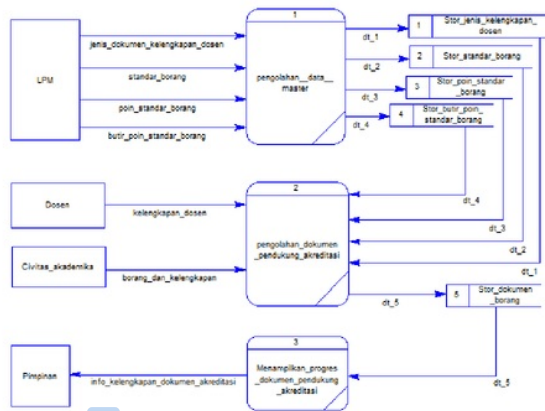 1
1
Stor_jenis_kelengkapan_
dosen
jenis_dokumen_kelengkapan_dosen
dt_1
LPM
2
Stor_standar_borang
dt_2
standar_borang
pengolahan__data__
master
3
Stor_poin_standar
_borang
dt_3
poin_standar_borang
4
Stor_butir_poin_
standar_borang
dt_4
butir_poin_standar_borang
2
dt_4
Dosen
kelengkapan_dosen
dt_3
pengolahan_dokumen
_pendukung_akreditasi
dt_2
Civitas_akademika
dt_1
borang_dan_kelengkapan
5
Stor_dokumen
_borang
dt_5
3
Pimpinan
Menampilkan_progres
_dokumen_pendukung
_akreditasi
info_kelengkapan_dokumen_akreditasi
dt_5